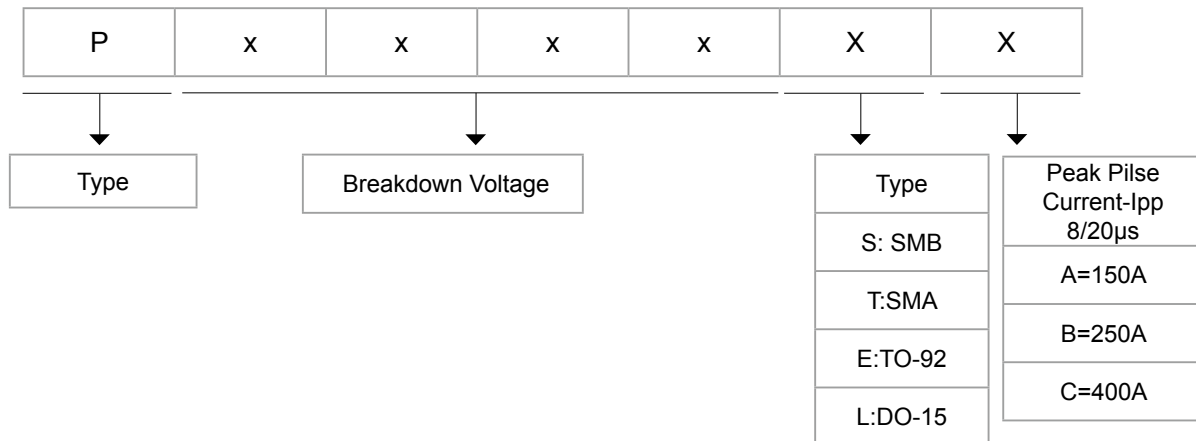 P x x x x X X
Type
Breakdown Voltage
Type
S: SMB
T:SMA
E:TO-92
L:DO-15
Peak Pilse
Current-Ipp
8/20µs
A=150A
B=250A
C=400A